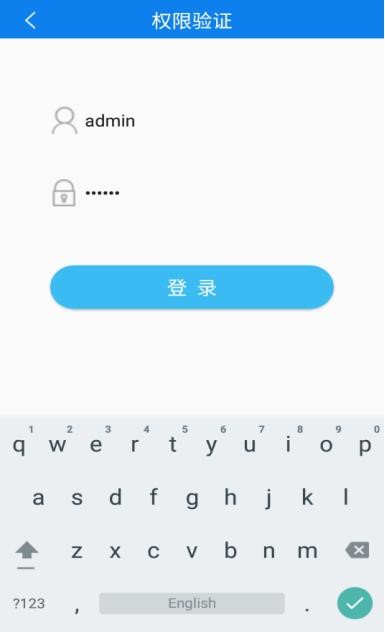 权限验证
admin
••••••
登 录
1 2 3 4 5 6 7 8 9 0
q w e r t y u i o p
a s d f g h j k l
z x c v b n m
?123 , English .